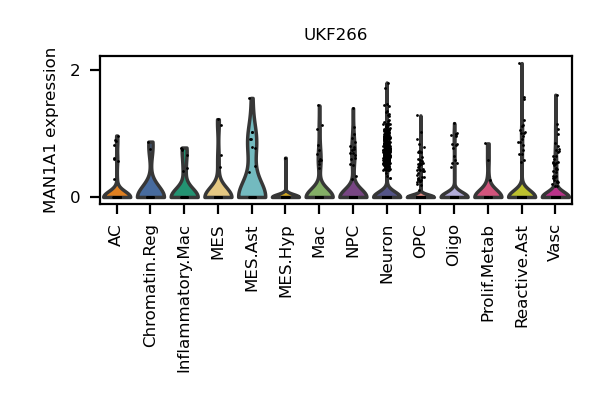 UKF266
MAN1A1 expression
2
0
AC
Chromatin.Reg
Inflammatory.Mac
MES
MES.Ast
MES.Hyp
Mac
NPC
Neuron
OPC
Oligo
Prolif.Metab
Reactive.Ast
Vasc